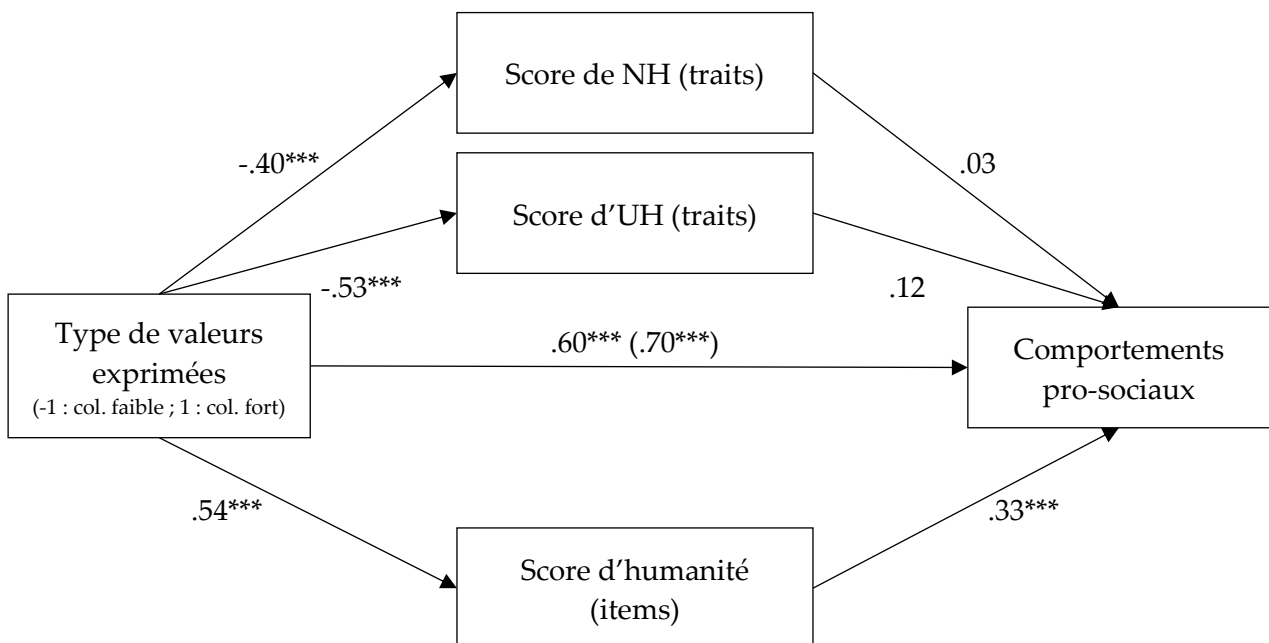 Score de NH (traits)
-.40***
.03
Score d’UH (traits)
-.53***
.12
Type de valeurs
exprimées
(-1 : col. faible ; 1 : col. fort)
.60*** (.70***)
Comportements
pro-sociaux
.54***
.33***
Score d’humanité
(items)